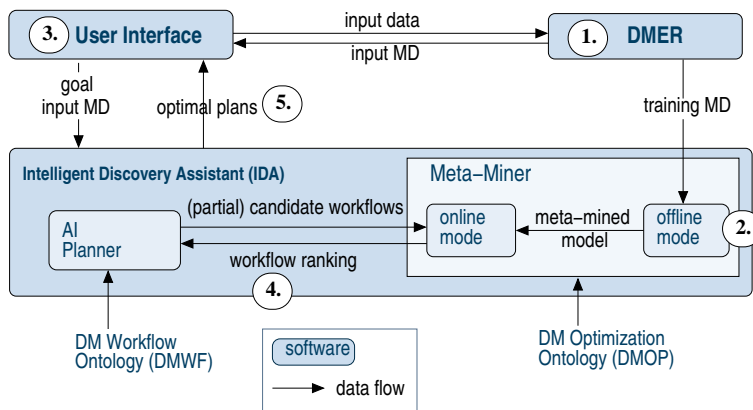 3. User Interface
input data
input MD
1. DMER
goal
input MD
optimal plans 5.
training MD
Intelligent Discovery Assistant (IDA)
Meta-Miner
AI
Planner
(partial) candidate workflows
workflow ranking
4.
online
mode
meta-mined
model
offline
mode
2.
DM Workflow
Ontology (DMWF)
software
data flow
DM Optimization
Ontology (DMOP)